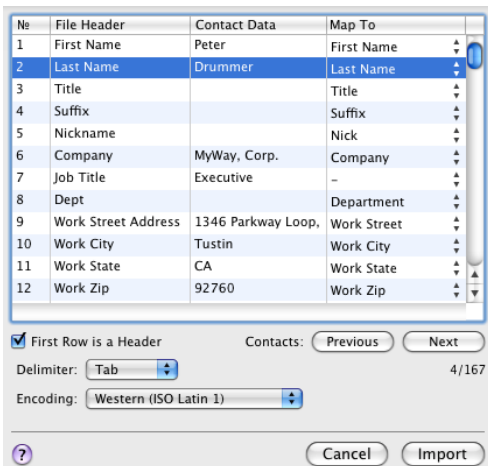 № File Header Contact Data Map To
1 First Name Peter First Name
2 Last Name Drummer Last Name
3 Title Title
4 Suffix Suffix
5 Nickname Nick
6 Company MyWay, Corp. Company
7 Job Title Executive –
8 Dept Department
9 Work Street Address 1346 Parkway Loop, Work Street
10 Work City Tustin Work City
11 Work State CA Work State
12 Work Zip 92760 Work Zip
First Row is a Header Contacts: Previous Next
Delimiter: Tab 4/167
Encoding: Western (ISO Latin 1)
? Cancel Import